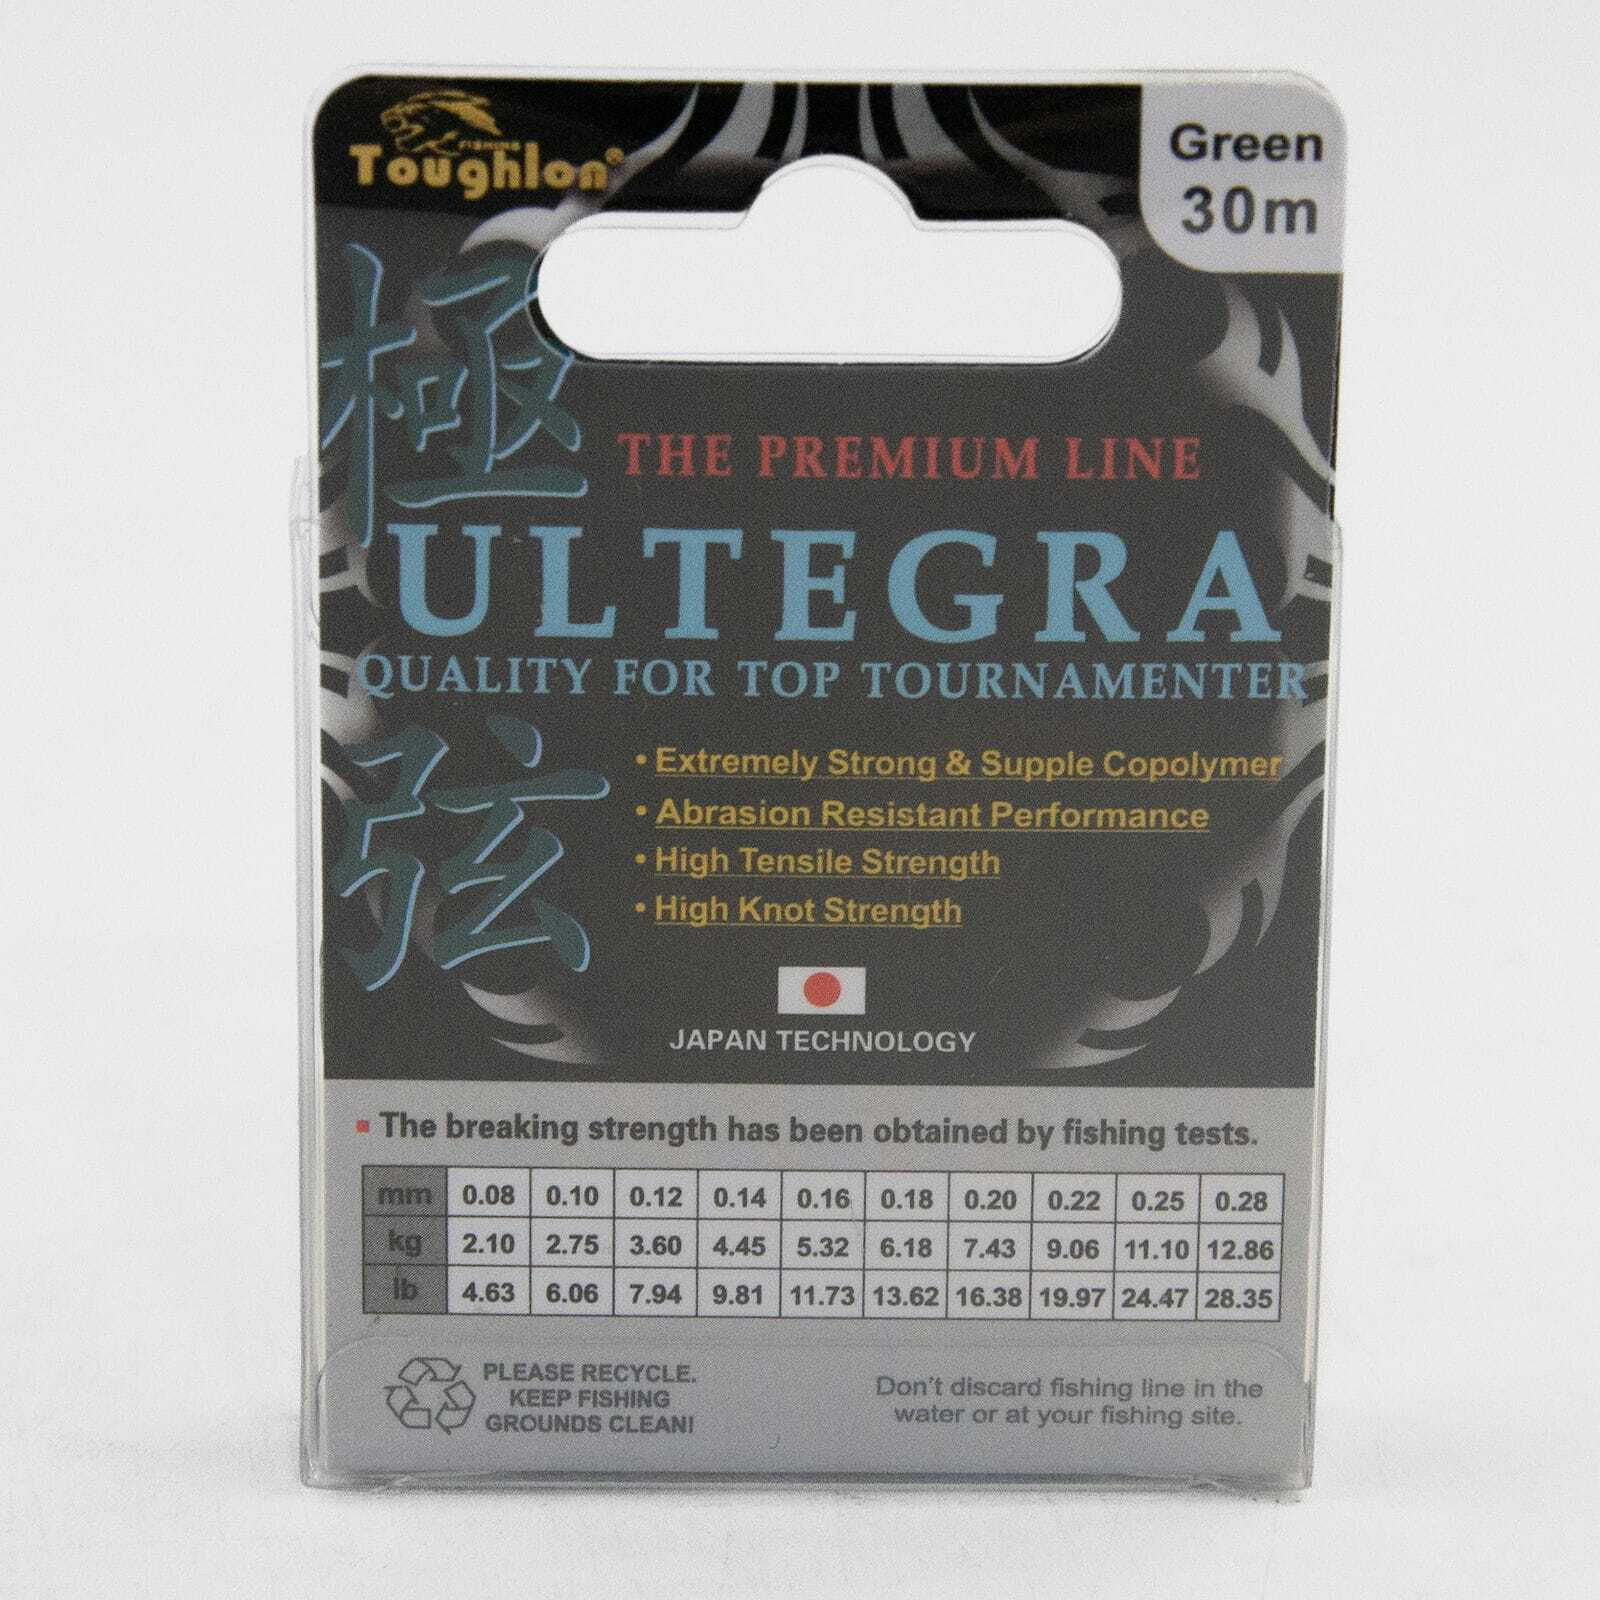 FISHING
Toughlon®
Green
30m
極弦
THE PREMIUM LINE
ULTEGRA
QUALITY FOR TOP TOURNAMENTER
• Extremely Strong & Supple Copolymer
• Abrasion Resistant Performance
• High Tensile Strength
• High Knot Strength
JAPAN TECHNOLOGY
The breaking strength has been obtained by fishing tests.
mm 0.08 0.10 0.12 0.14 0.16 0.18 0.20 0.22 0.25 0.28
kg 2.10 2.75 3.60 4.45 5.32 6.18 7.43 9.06 11.10 12.86
lb 4.63 6.06 7.94 9.81 11.73 13.62 16.38 19.97 24.47 28.35
PLEASE RECYCLE.
KEEP FISHING
GROUNDS CLEAN!
Don't discard fishing line in the
water or at your fishing site.